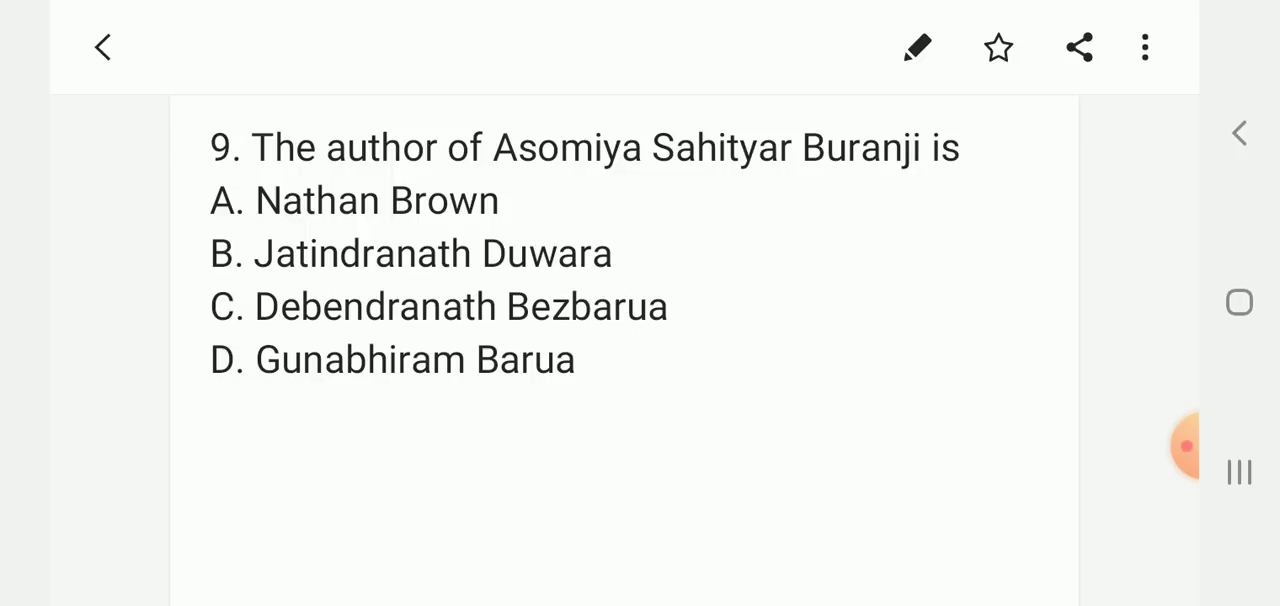 9. The author of Asomiya Sahityar Buranji is
A. Nathan Brown
B. Jatindranath Duwara
C. Debendranath Bezbarua
D. Gunabhiram Barua